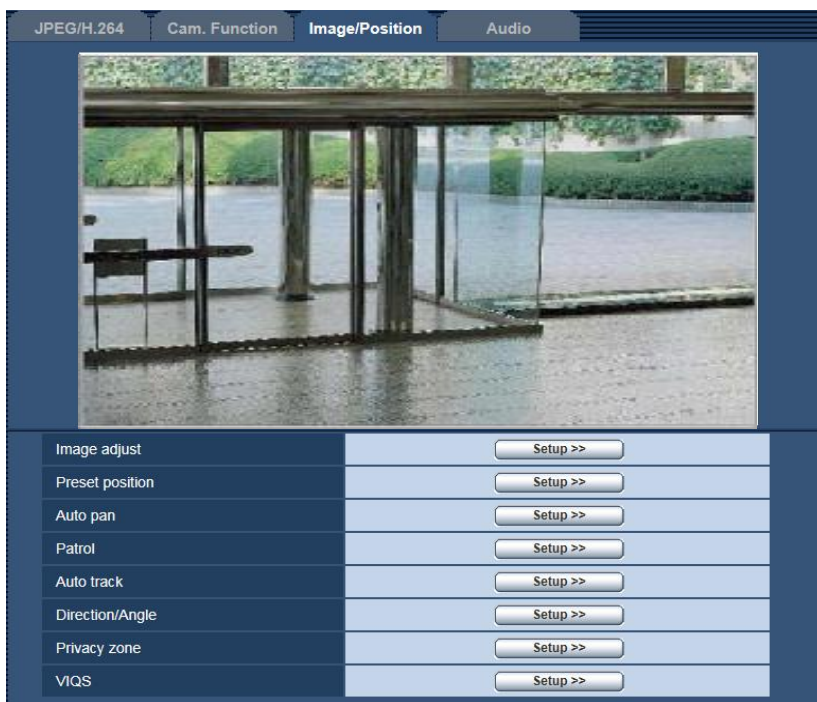 JPEG/H.264 Cam. Function Image/Position Audio
Image adjust Setup >>
Preset position Setup >>
Auto pan Setup >>
Patrol Setup >>
Auto track Setup >>
Direction/Angle Setup >>
Privacy zone Setup >>
VIQS Setup >>